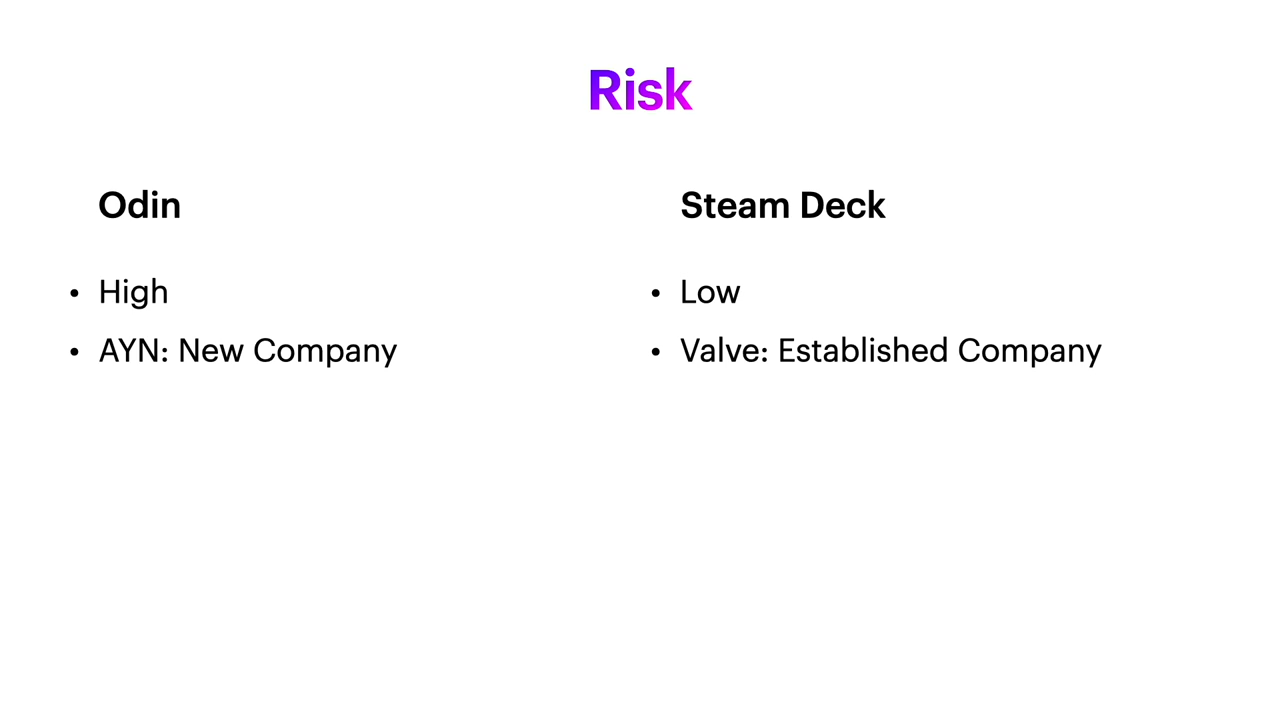 Risk
Odin
• High
• AYN: New Company
Steam Deck
• Low
• Valve: Established Company